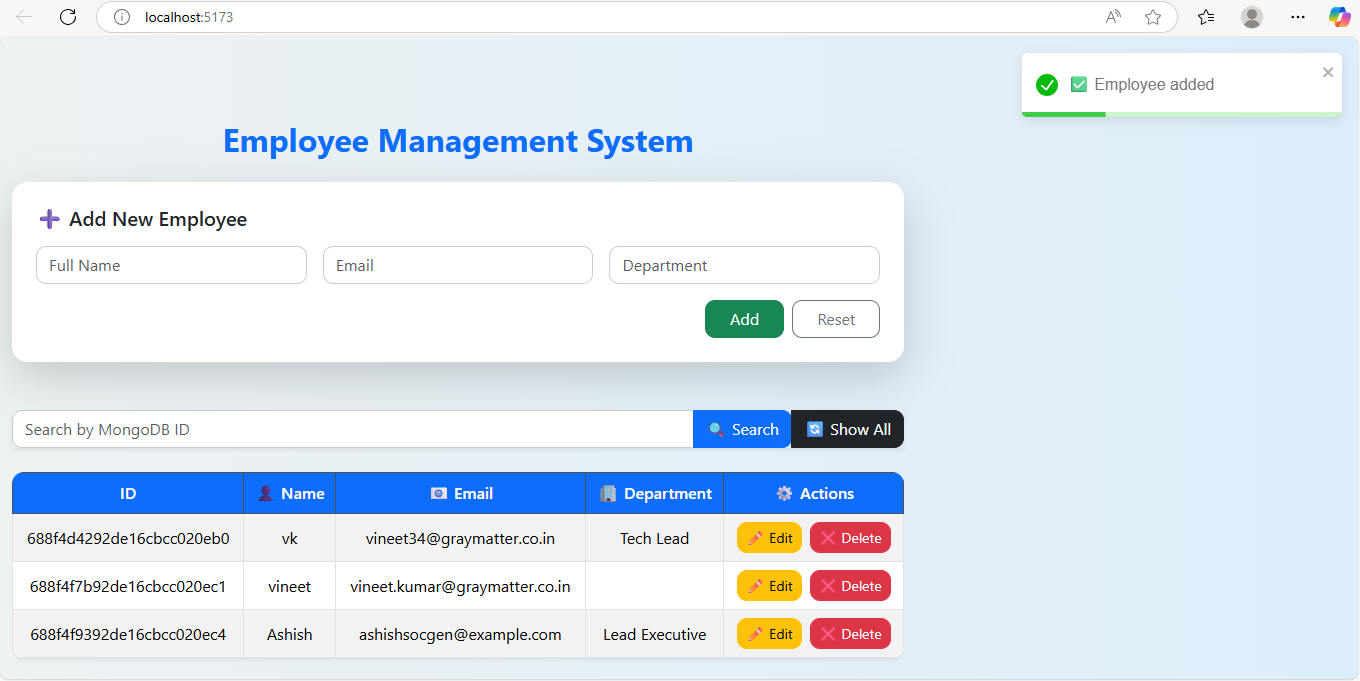 localhost:5173
Employee added
Employee Management System
Add New Employee
Full Name Email Department
Add Reset
Search by MongoDB ID Search Show All
ID Name Email Department Actions
688f4d4292de16cbcc020eb0 vk vineet34@graymatter.co.in Tech Lead Edit Delete
688f4f7b92de16cbcc020ec1 vineet vineet.kumar@graymatter.co.in Edit Delete
688f4f9392de16cbcc020ec4 Ashish ashishsocgen@example.com Lead Executive Edit Delete